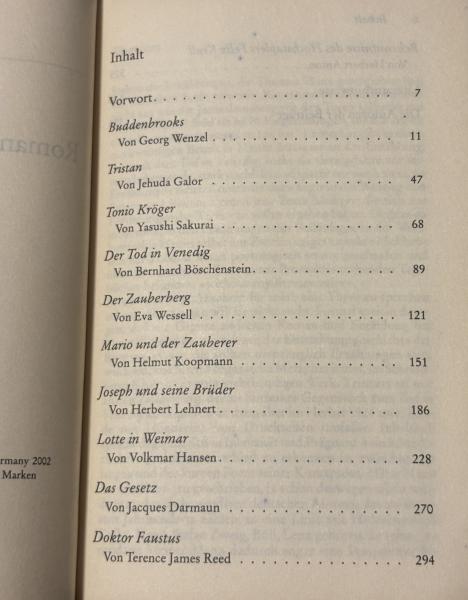 Inhalt
Vorwort. . . . . . . . . . . . . . . . . . . . . . 7
Buddenbrooks
Von Georg Wenzel . . . . . . . . . . . . . . . . 11
Tristan
Von Jehuda Galor . . . . . . . . . . . . . . . . 47
Tonio Kröger
Von Yasushi Sakurai . . . . . . . . . . . . . . . 68
Der Tod in Venedig
Von Bernhard Böschenstein. . . . . . . . . . . . . 89
Der Zauberberg
Von Eva Wessell . . . . . . . . . . . . . . . . . 121
Mario und der Zauberer
Von Helmut Koopmann . . . . . . . . . . . . . . 151
Joseph und seine Brüder
Von Herbert Lehnert . . . . . . . . . . . . . . . 186
Lotte in Weimar
Von Volkmar Hansen. . . . . . . . . . . . . . . . 228
Das Gesetz
Von Jacques Darmaun . . . . . . . . . . . . . . . 270
Doktor Faustus
Von Terence James Reed . . . . . . . . . . . . . . 294
rmany 2002
Marken